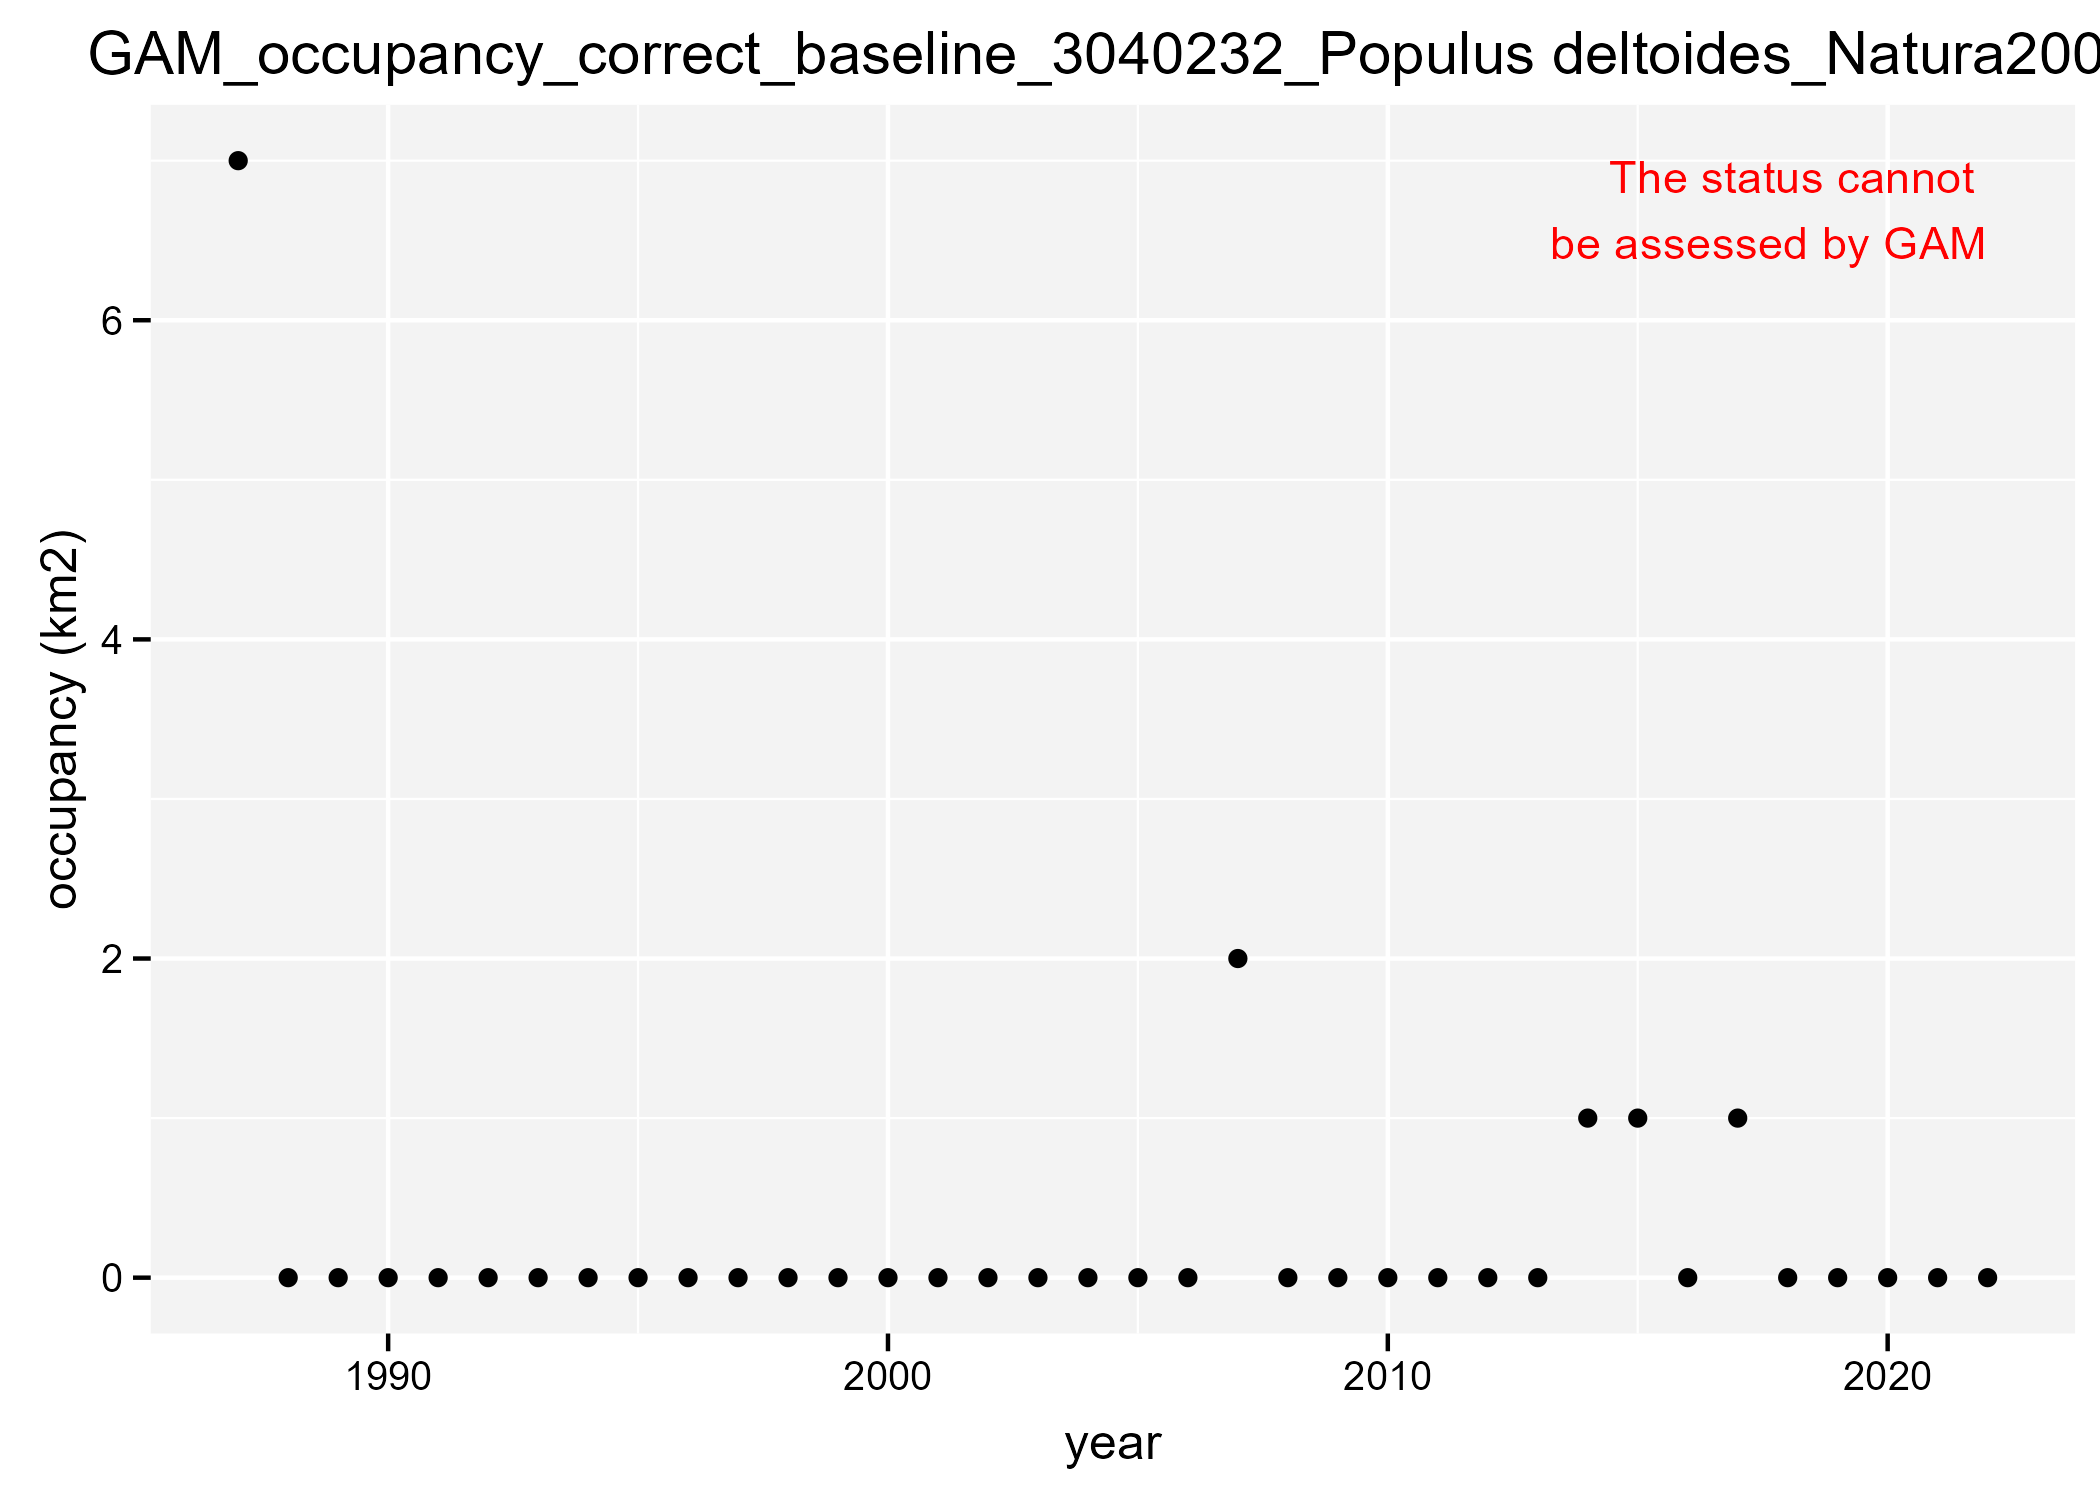 GAM_occupancy_correct_baseline_3040232_Populus deltoides_Natura200
The status cannot
be assessed by GAM
6
4
2
0
occupancy (km2)
1990 2000 2010 2020
year